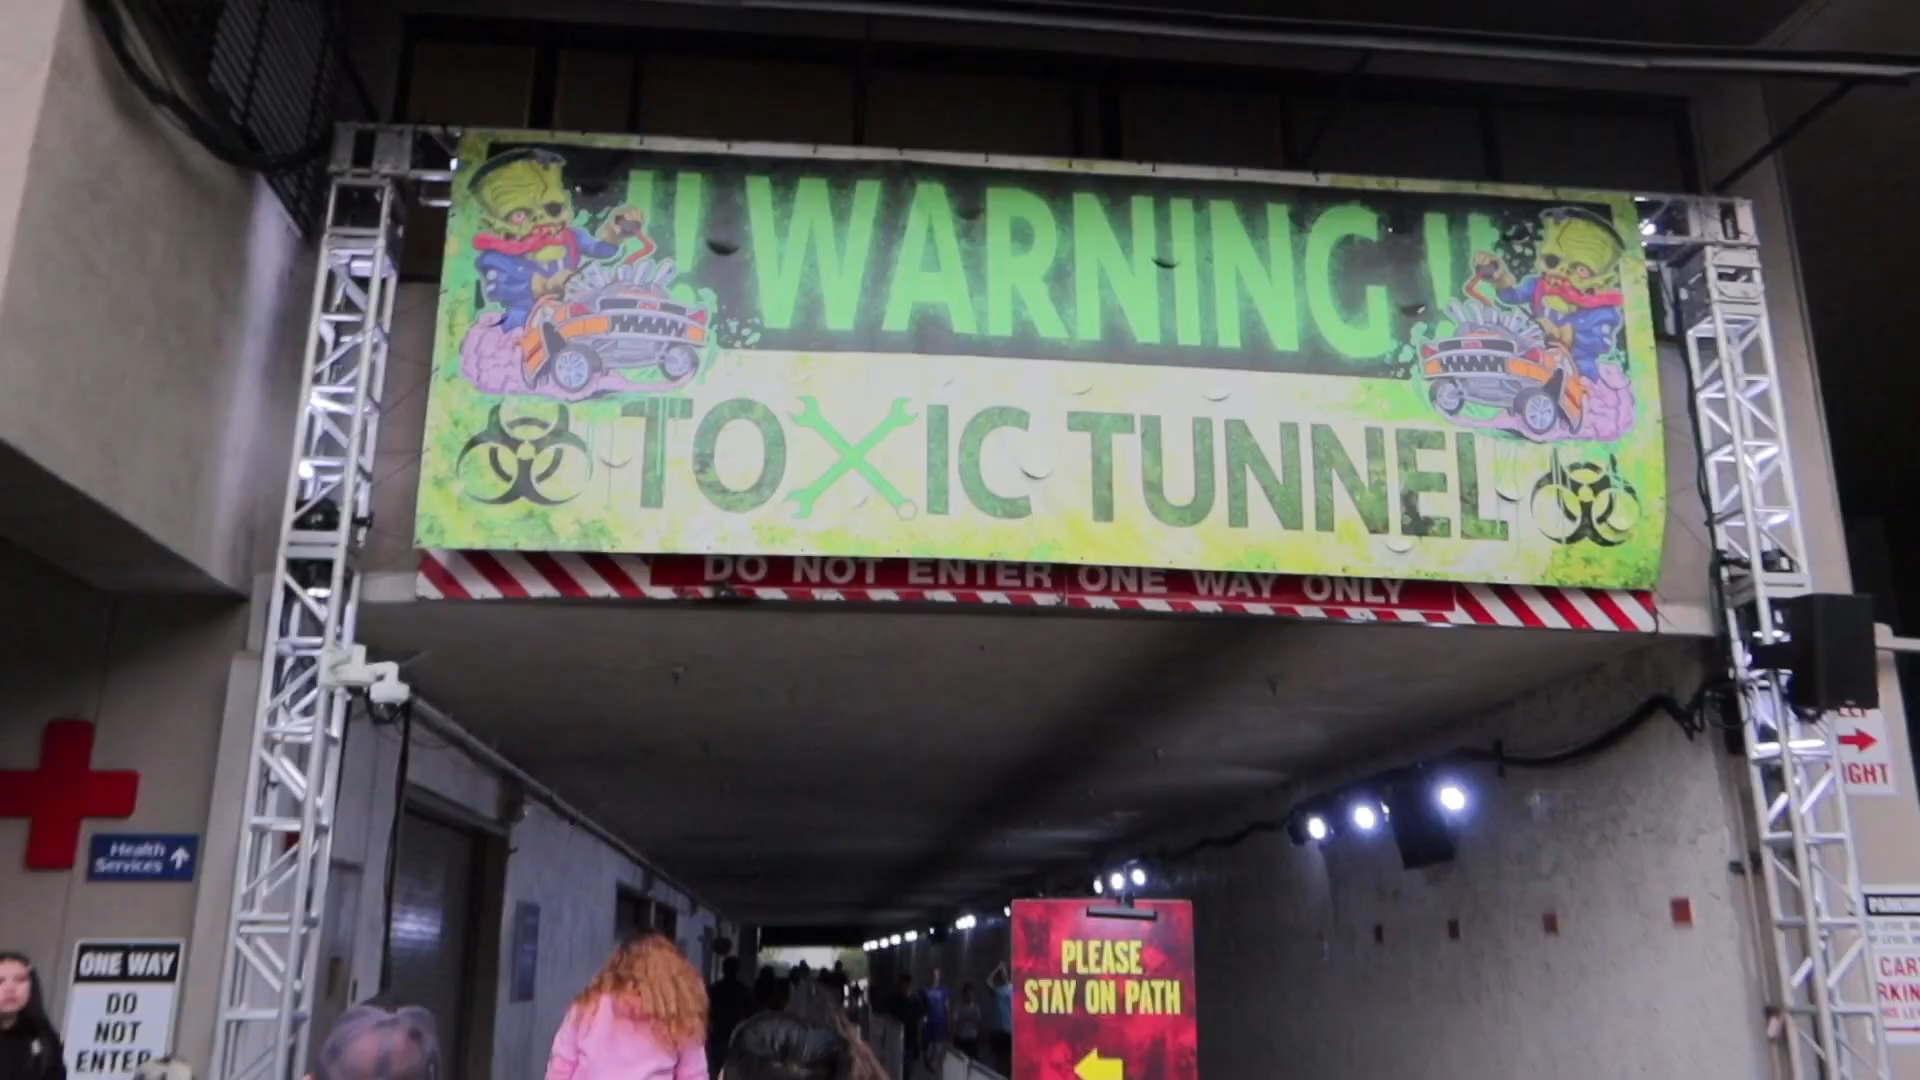 !! WARNING !!
TOXIC TUNNEL
DO NOT ENTER ONE WAY ONLY
Health
Services
ONE WAY
DO
NOT
ENTER
PLEASE
STAY ON PATH